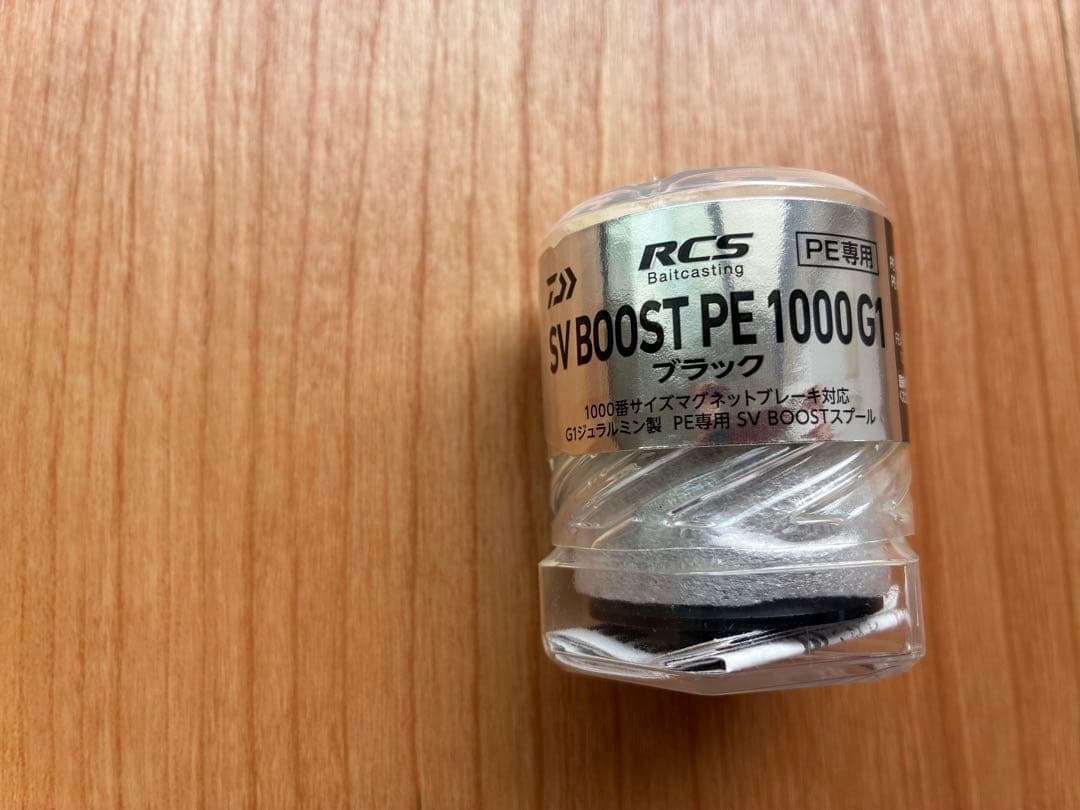 RCS
Baitcasting
PE専用
SV BOOST PE 1000 G1
ブラック
1000番サイズマグネットブレーキ対応
G1ジュラルミン製 PE専用 SV BOOSTスプール